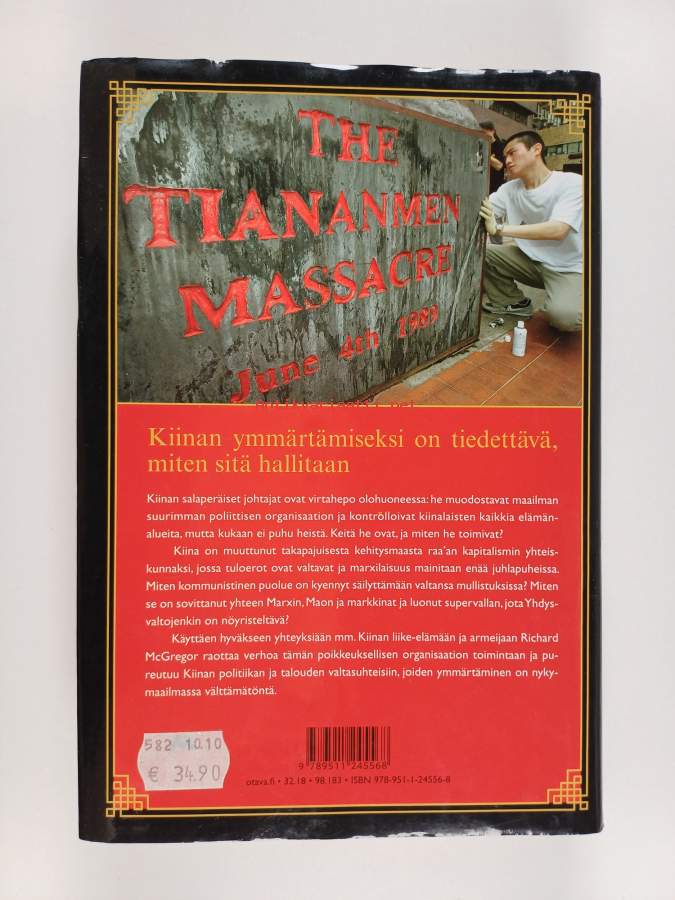 THE
TIANANMEN
MASSACRE
June 4th 1989
antikvariaatti.net
Kiinan ymmärtämiseksi on tiedettävä,
miten sitä hallitaan
Kiinan salaperäiset johtajat ovat virtahepo olohuoneessa: he muodostavat maailman
suurimman poliittisen organisaation ja kontrolloivat kiinalaisten kaikkia elämän-
alueita, mutta kukaan ei puhu heistä. Keitä he ovat, ja miten he toimivat?
Kiina on muuttunut takapajuisesta kehitysmaasta raa'an kapitalismin yhteis-
kunnaksi, jossa tuloerot ovat valtavat ja marxilaisuus mainitaan enää juhlapuheissa.
Miten kommunistinen puolue on kyennyt säilyttämään valtansa mullistuksissa? Miten
se on sovittanut yhteen Marxin, Maon ja markkinat ja luonut supervallan, jota Yhdys-
valtojenkin on nöyristeltävä?
Käyttäen hyväkseen yhteyksiään mm. Kiinan liike-elämään ja armeijaan Richard
McGregor raottaa verhoa tämän poikkeuksellisen organisaation toimintaan ja pu-
reutuu Kiinan politiikan ja talouden valtasuhteisiin, joiden ymmärtäminen on nyky-
maailmassa välttämätöntä.
582 10.10
€ 34.90
9 789511 245568
otava.fi • 32.18 • 98.183 • ISBN 978-951-1-24556-8